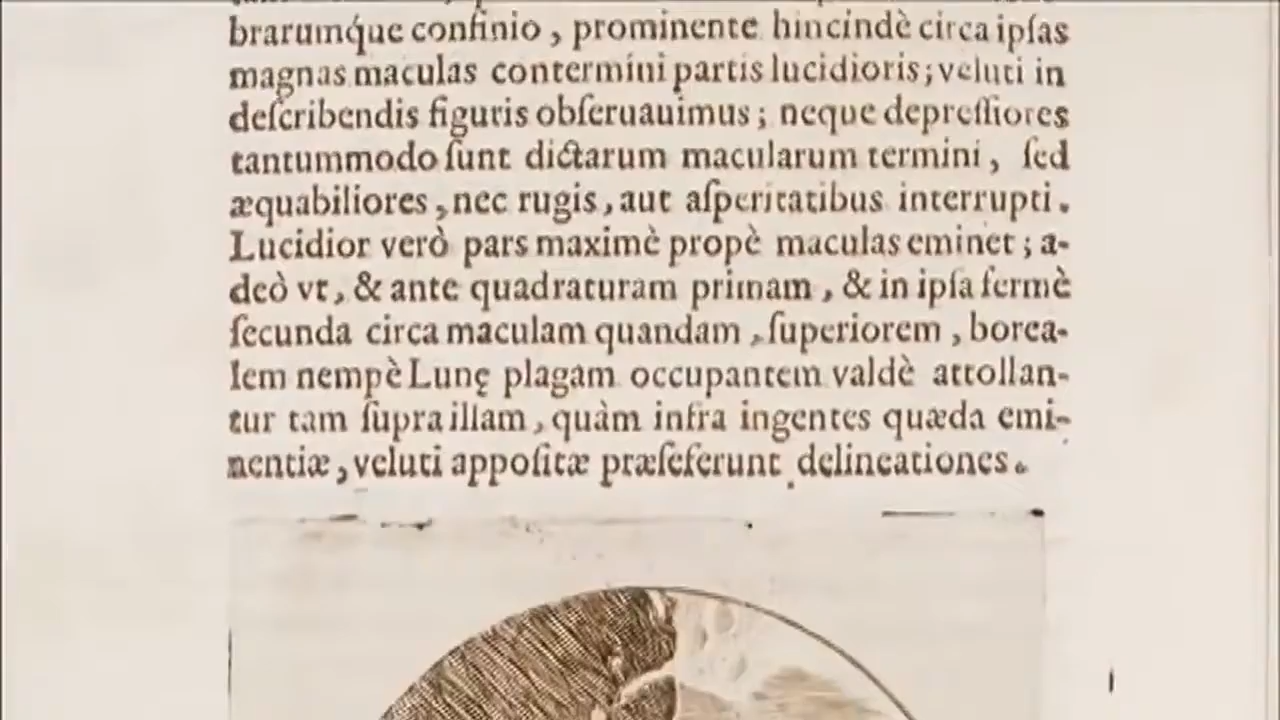 brarumq́ue confinio, prominente hincindè circa ipſas
magnas maculas contermini partis lucidioris; veluti in
deſcribendis figuris obſeruauimus; neque depreſſiores
tantummodo ſunt dictarum macularum termini, ſed
æquabiliores, nec rugis, aut aſperitatibus interrupti.
Lucidior verò pars maximè propè maculas eminet; a-
deò vt, & ante quadraturam primam, & in ipſa fermè
ſecunda circa maculam quandam, ſuperiorem, borea-
lem nempè Lunę plagam occupantem valdè attollan-
tur tam ſupra illam, quàm infra ingentes quæda emi-
nentiæ, veluti appoſitæ præſeferunt delineationes.